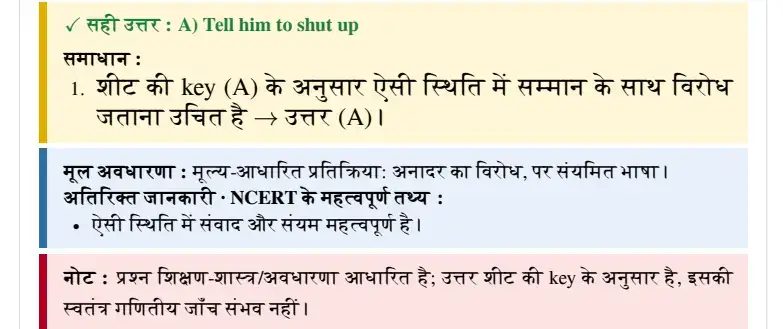 ✓ सही उत्तर : A) Tell him to shut up
समाधान :
1. शीट की key (A) के अनुसार ऐसी स्थिति में सम्मान के साथ विरोध
जताना उचित है → उत्तर (A)।
मूल अवधारणा : मूल्य-आधारित प्रतिक्रिया: अनादर का विरोध, पर संयमित भाषा।
अतिरिक्त जानकारी · NCERT के महत्वपूर्ण तथ्य :
• ऐसी स्थिति में संवाद और संयम महत्वपूर्ण है।
नोट : प्रश्न शिक्षण-शास्त्र/अवधारणा आधारित है; उत्तर शीट की key के अनुसार है, इसकी
स्वतंत्र गणितीय जाँच संभव नहीं।